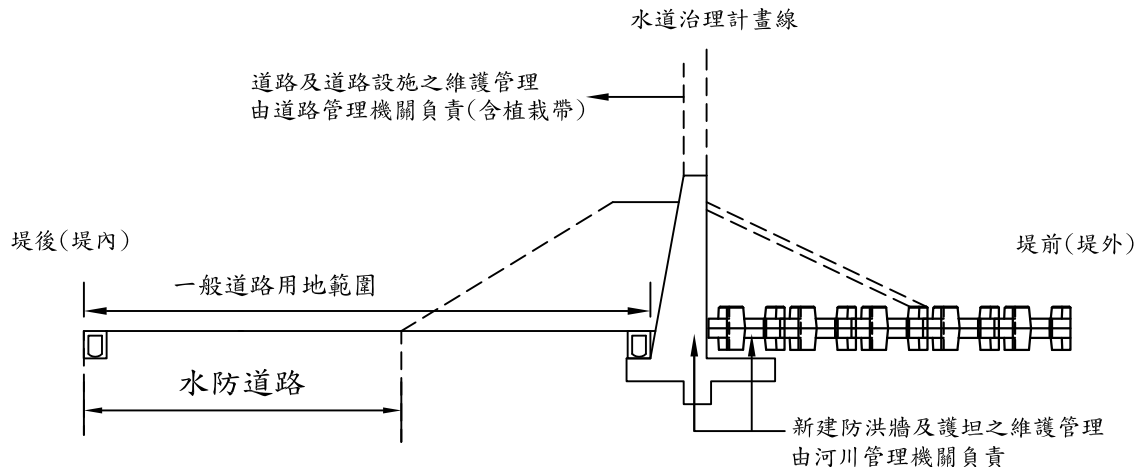 水道治理計畫線
道路及道路設施之維護管理
由道路管理機關負責(含植栽帶)
堤後(堤內)
堤前(堤外)
一般道路用地範圍
水防道路
新建防洪牆及護坦之維護管理
由河川管理機關負責